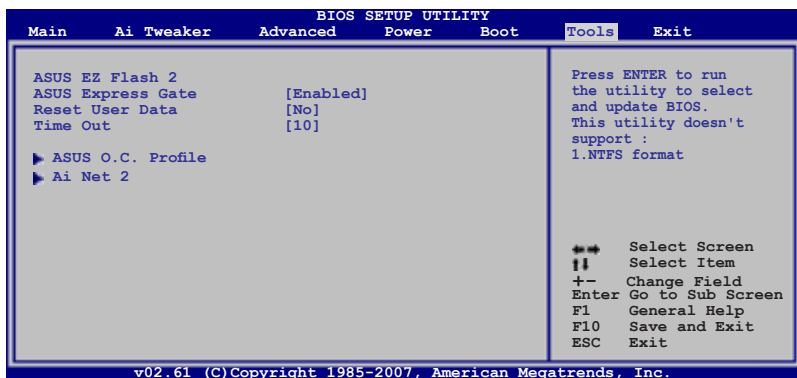 BIOS SETUP UTILITY
Main Ai Tweaker Advanced Power Boot Tools Exit
ASUS EZ Flash 2
ASUS Express Gate [Enabled]
Reset User Data [No]
Time Out [10]
ASUS O.C. Profile
Ai Net 2
Press ENTER to run
the utility to select
and update BIOS.
This utility doesn't
support :
1.NTFS format
Select Screen
Select Item
+- Change Field
Enter Go to Sub Screen
F1 General Help
F10 Save and Exit
ESC Exit
v02.61 (C)Copyright 1985-2007, American Megatrends, Inc.